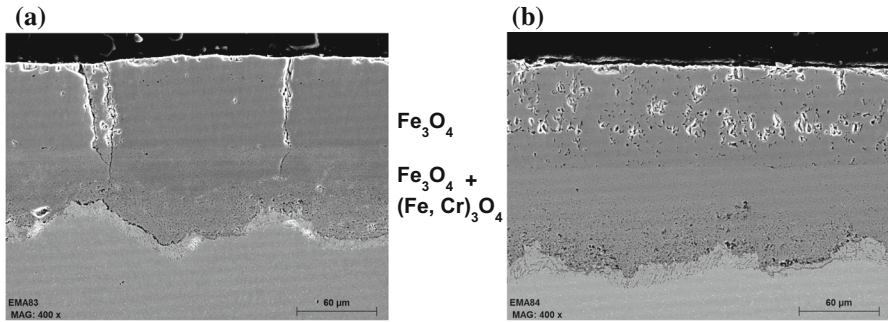 (a)
(b)
Fe₃O₄
Fe₃O₄ +
(Fe, Cr)₃O₄
EMA83
MAG: 400 x
60 µm
EMA84
MAG: 400 x
60 µm